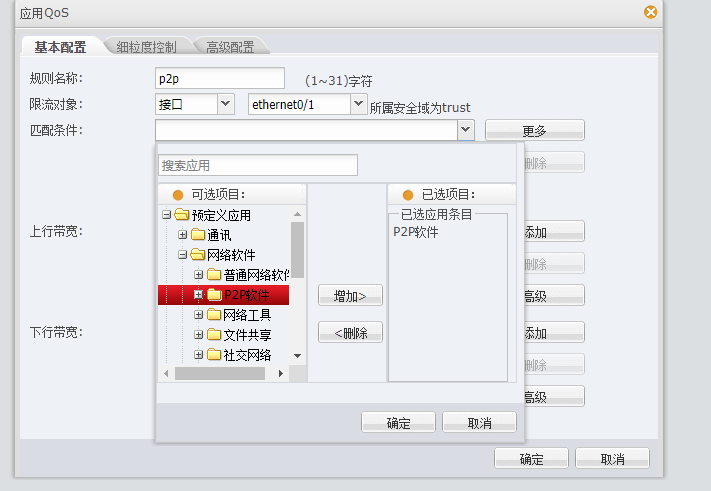 应用QoS
基本配置 细粒度控制 高级配置
规则名称: p2p (1~31)字符
限流对象: 接口 ethernet0/1 所属安全域为trust
匹配条件: 更多
删除
搜索应用
可选项目: 已选项目:
预定义应用 已选应用条目
通讯 P2P软件
上行带宽: 添加
网络软件
删除
普通网络软件
P2P软件 增加> 高级
网络工具
下行带宽: 文件共享 <删除 添加
社交网络 删除
高级
确定 取消
确定 取消